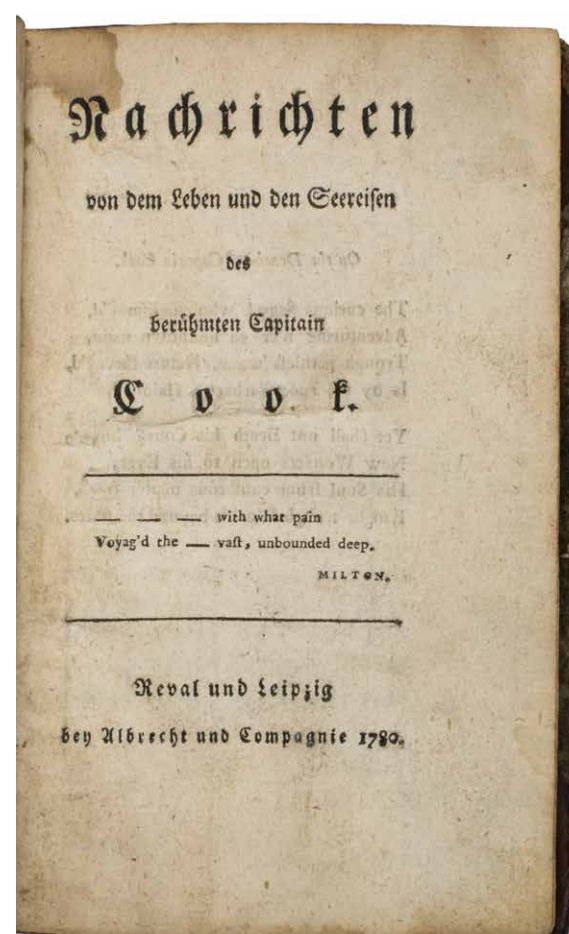 Nachrichten
von dem Leben und den Seereisen
des
berühmten Capitain
Cook.
— — — with what pain
Voyag'd the — vaſt, unbounded deep.
MILTON.
Reval und Leipzig
bey Albrecht und Compagnie 1780.